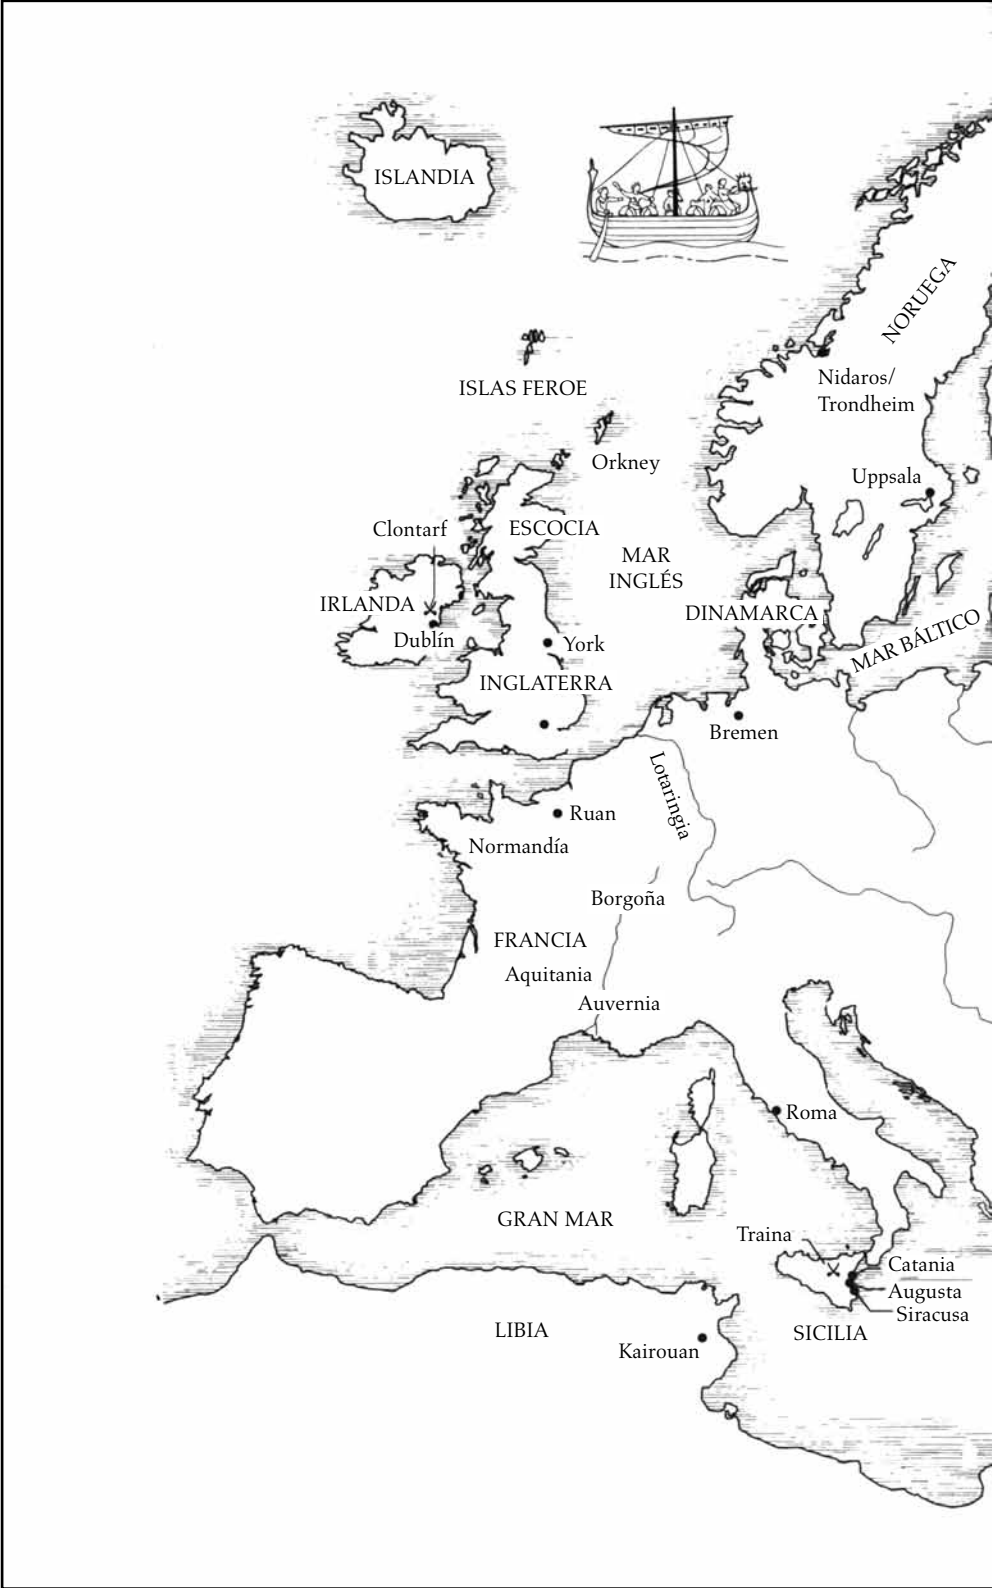 ISLANDIA
NORUEGA
Nidaros/
Trondheim
ISLAS FEROE
Orkney
Uppsala
Clontarf
ESCOCIA
MAR
INGLÉS
IRLANDA
DINAMARCA
Dublín
York
MAR BÁLTICO
INGLATERRA
Bremen
Lotaringia
Ruan
Normandía
Borgoña
FRANCIA
Aquitania
Auvernia
Roma
GRAN MAR
Traina
Catania
Augusta
Siracusa
LIBIA
SICILIA
Kairouan